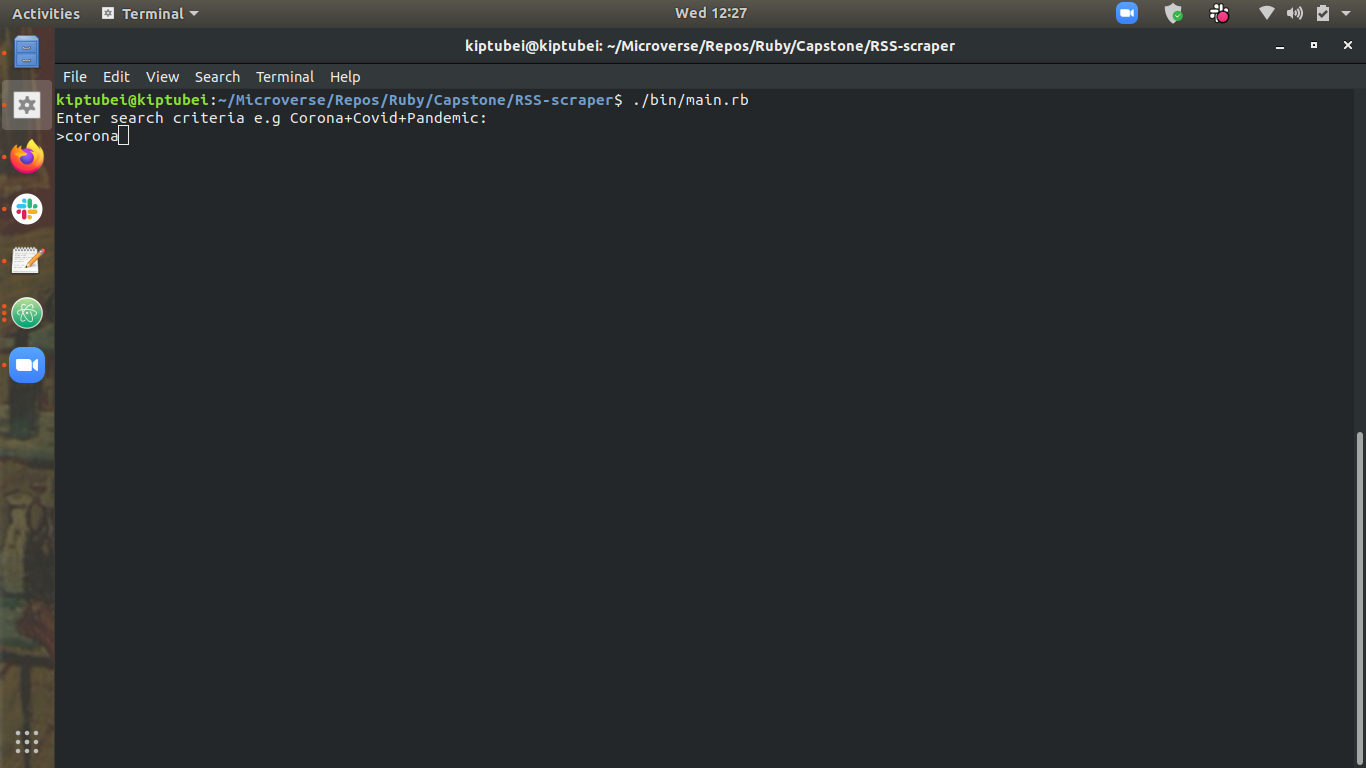 Activities Terminal Wed 12:27
kiptubei@kiptubei: ~/Microverse/Repos/Ruby/Capstone/RSS-scraper
File Edit View Search Terminal Help
kiptubei@kiptubei:~/Microverse/Repos/Ruby/Capstone/RSS-scraper$ ./bin/main.rb
Enter search criteria e.g Corona+Covid+Pandemic:
>corona